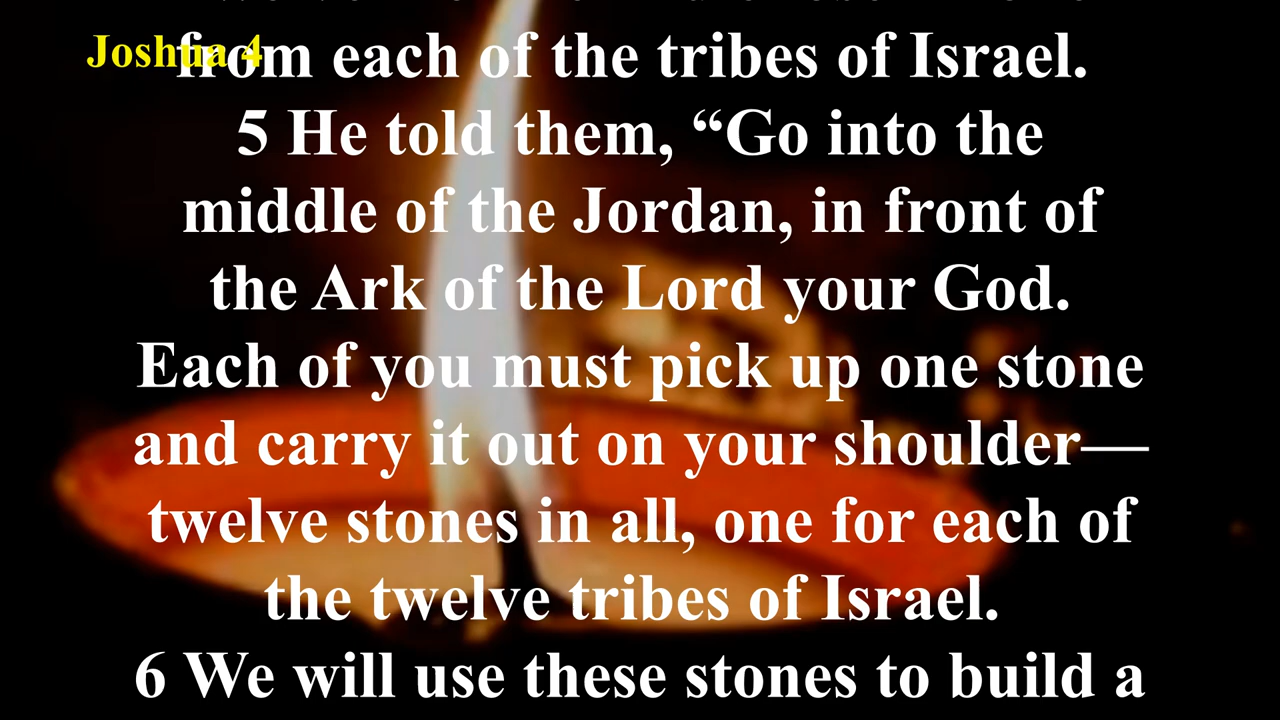 Joshua 4
from each of the tribes of Israel.
5 He told them, “Go into the
middle of the Jordan, in front of
the Ark of the Lord your God.
Each of you must pick up one stone
and carry it out on your shoulder—
twelve stones in all, one for each of
the twelve tribes of Israel.
6 We will use these stones to build a